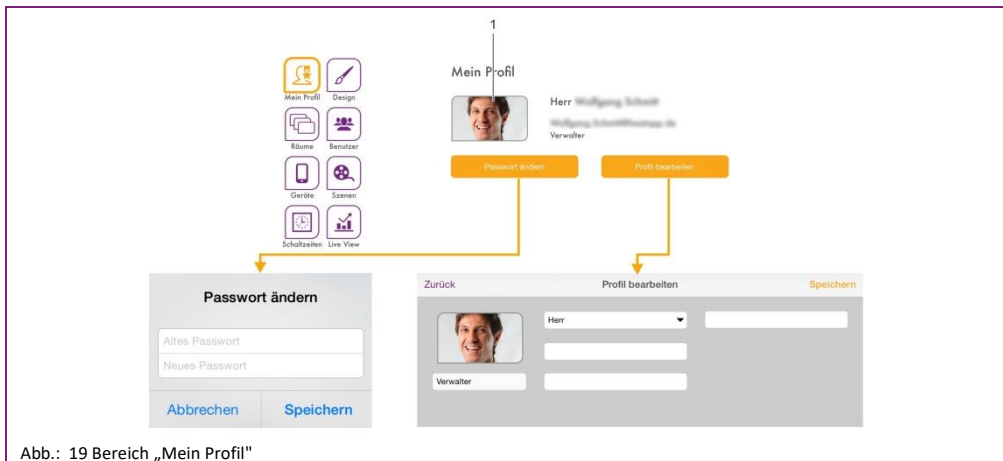 1
Mein Profil
Mein Profil Design
Herr
Verwalter
Räume Benutzer
Passwort ändern Profil bearbeiten
Geräte Szenen
Schaltzeiten Live View
Passwort ändern
Altes Passwort
Neues Passwort
Abbrechen Speichern
Zurück Profil bearbeiten Speichern
Herr
Verwalter
Abb.: 19 Bereich „Mein Profil"